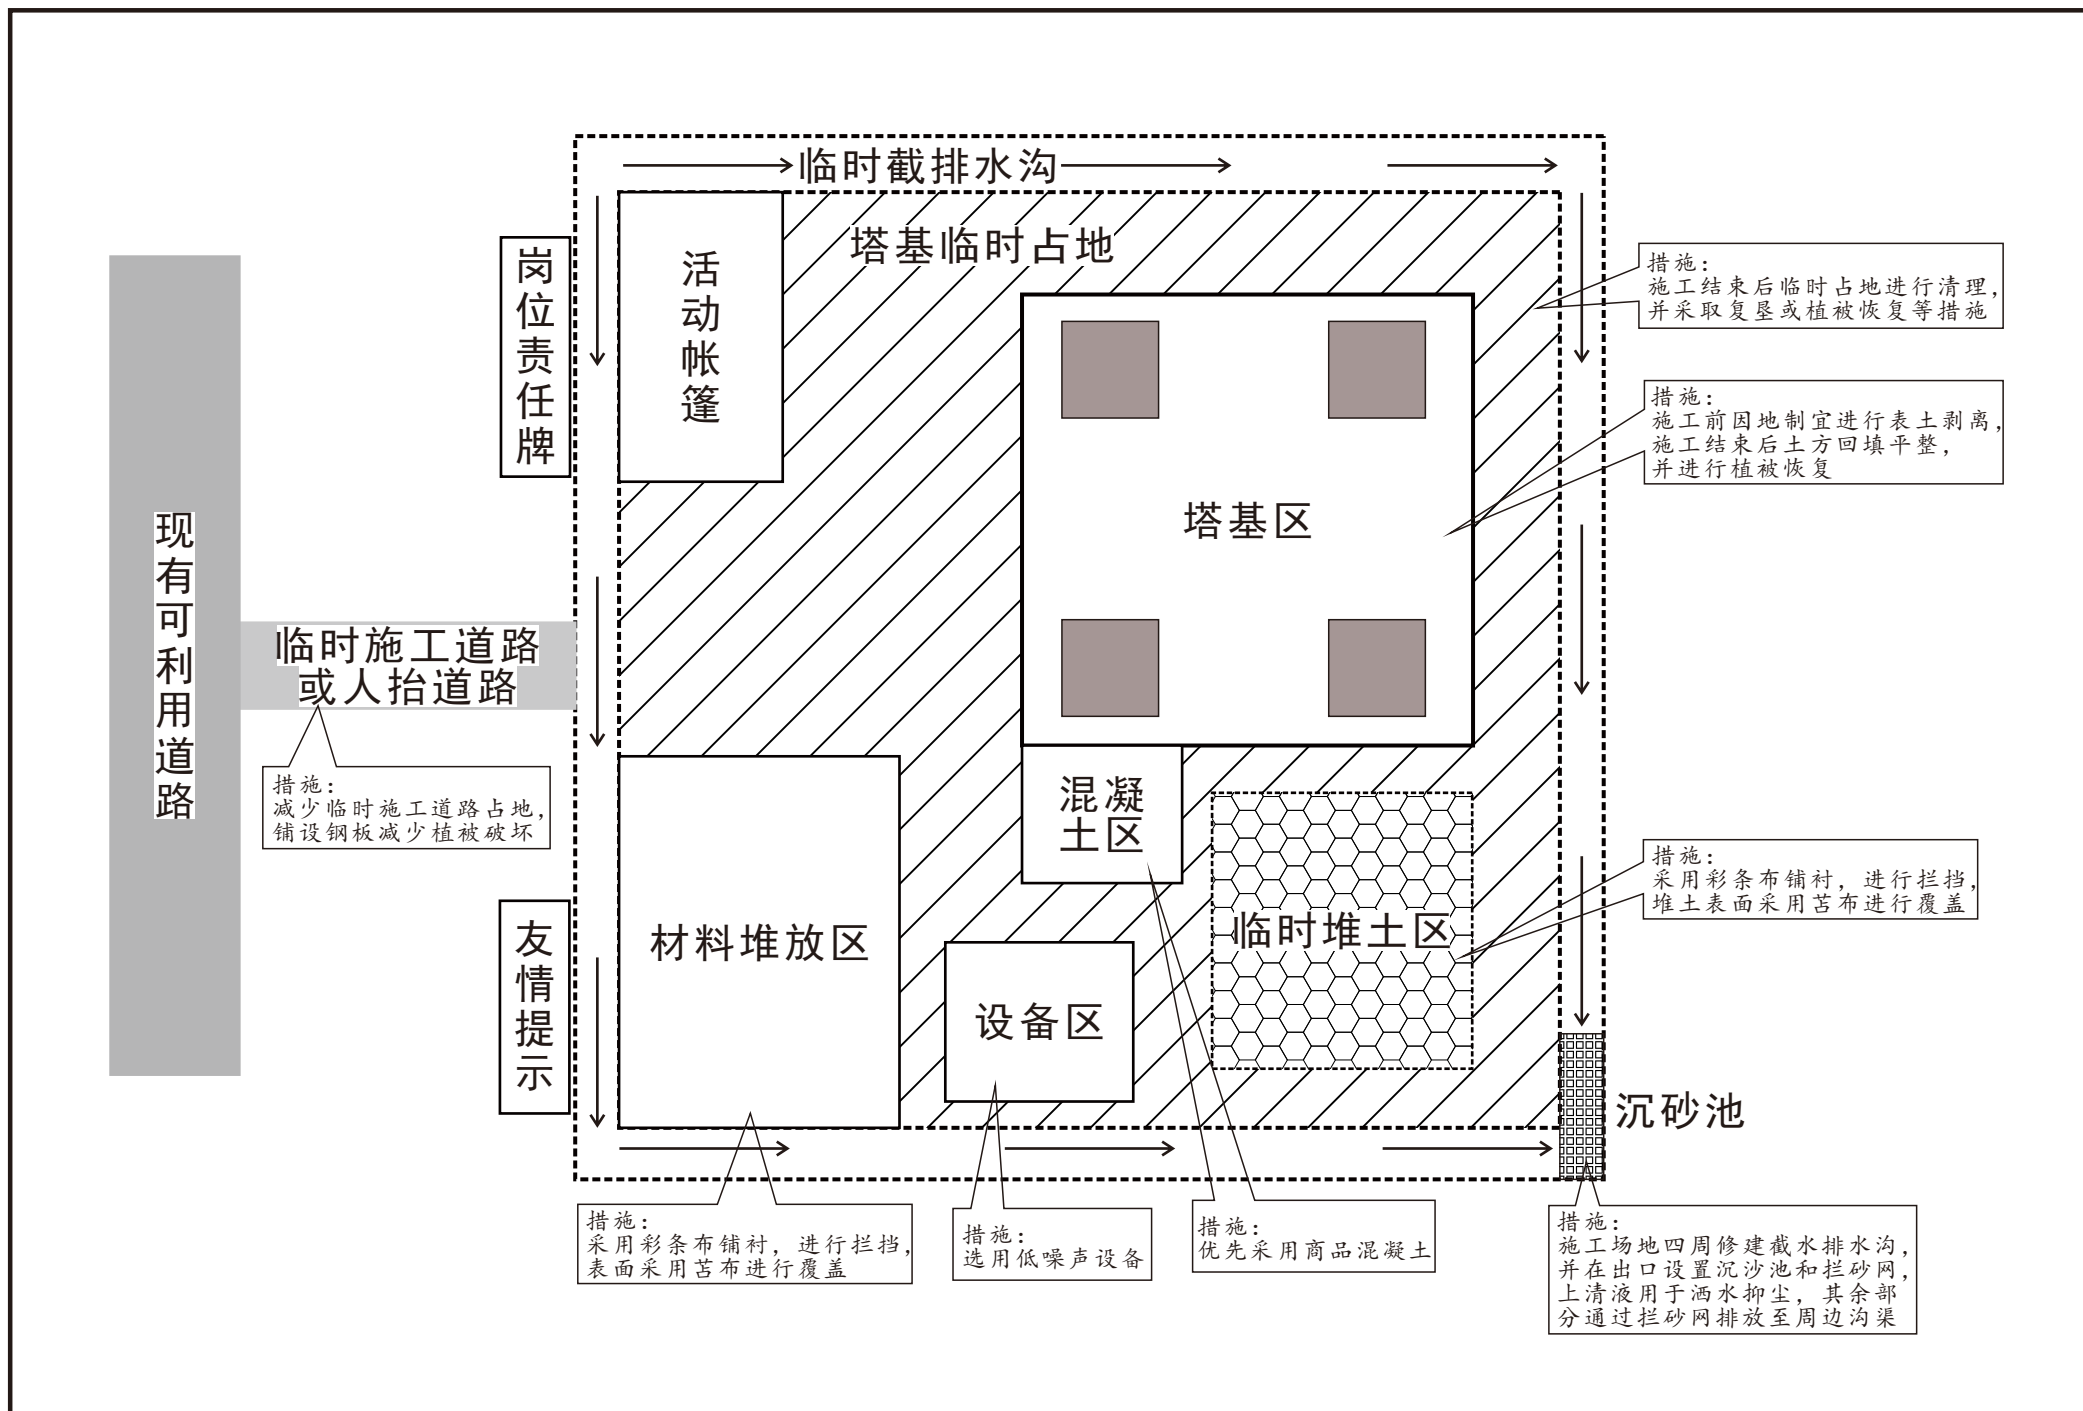 临时截排水沟
塔基临时占地
岗位责任牌
活动帐篷
措施：
施工结束后临时占地进行清理，
并采取复垦或植被恢复等措施
措施：
施工前因地制宜进行表土剥离，
施工结束后土方回填平整，
并进行植被恢复
塔基区
现有可利用道路
临时施工道路
或人抬道路
措施：
减少临时施工道路占地，
铺设钢板减少植被破坏
混凝
土区
措施：
采用彩条布铺衬，进行拦挡，
堆土表面采用苫布进行覆盖
友情提示
材料堆放区
临时堆土区
设备区
沉砂池
措施：
采用彩条布铺衬，进行拦挡，
表面采用苫布进行覆盖
措施：
选用低噪声设备
措施：
优先采用商品混凝土
措施：
施工场地四周修建截水排水沟，
并在出口设置沉沙池和拦砂网，
上清液用于洒水抑尘，其余部
分通过拦砂网排放至周边沟渠